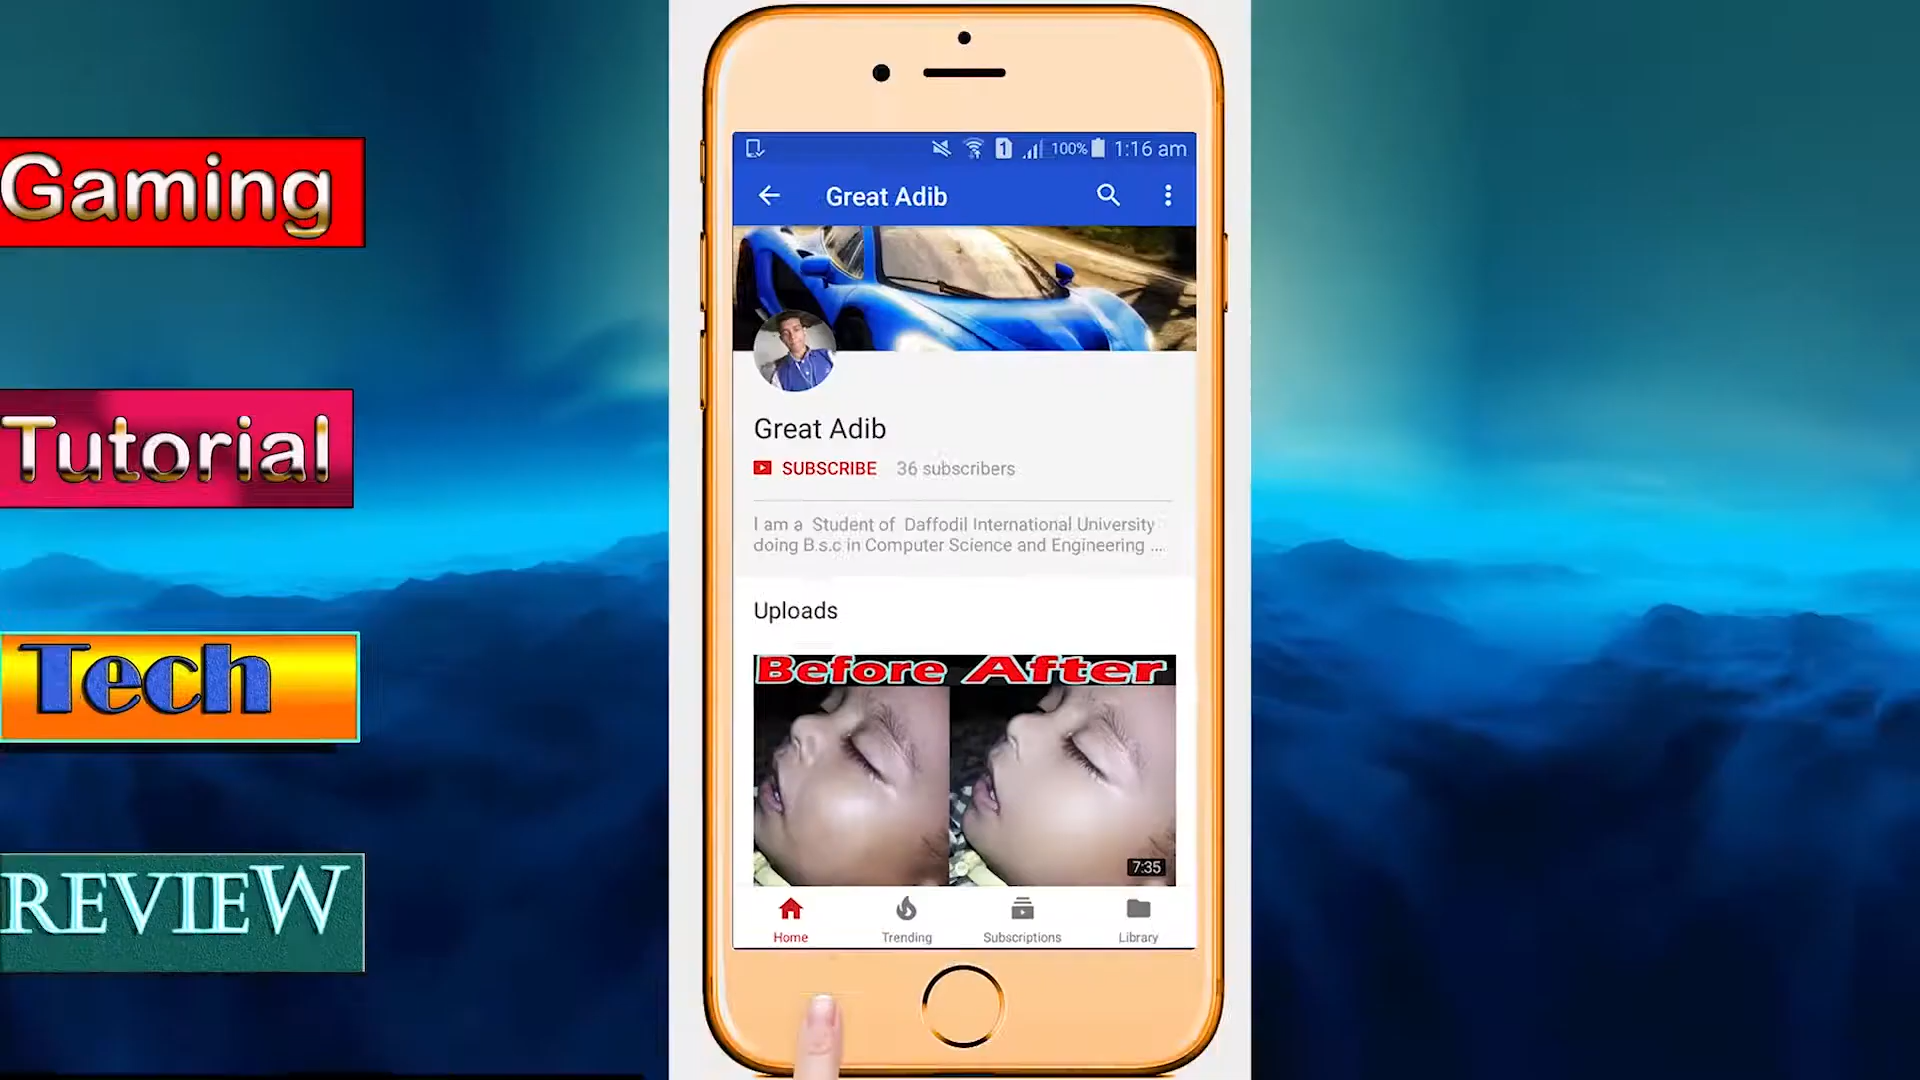 Gaming
Tutorial
Tech
REVIEW
1 100% 1:16 am
Great Adib
Great Adib
SUBSCRIBE 36 subscribers
I am a Student of Daffodil International University
doing B.s.c in Computer Science and Engineering ...
Uploads
Before After
7:35
Home Trending Subscriptions Library